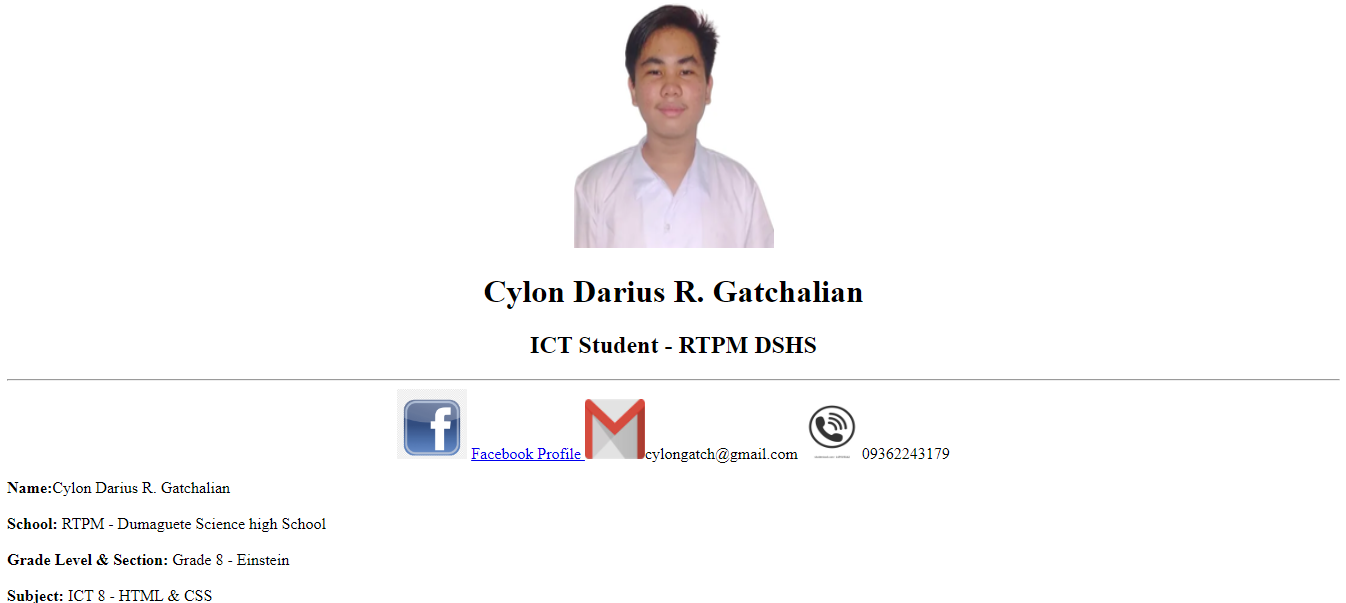 Cylon Darius R. Gatchalian
ICT Student - RTPM DSHS
f Facebook Profile cylongatch@gmail.com 09362243179
Name:Cylon Darius R. Gatchalian
School: RTPM - Dumaguete Science high School
Grade Level & Section: Grade 8 - Einstein
Subject: ICT 8 - HTML & CSS